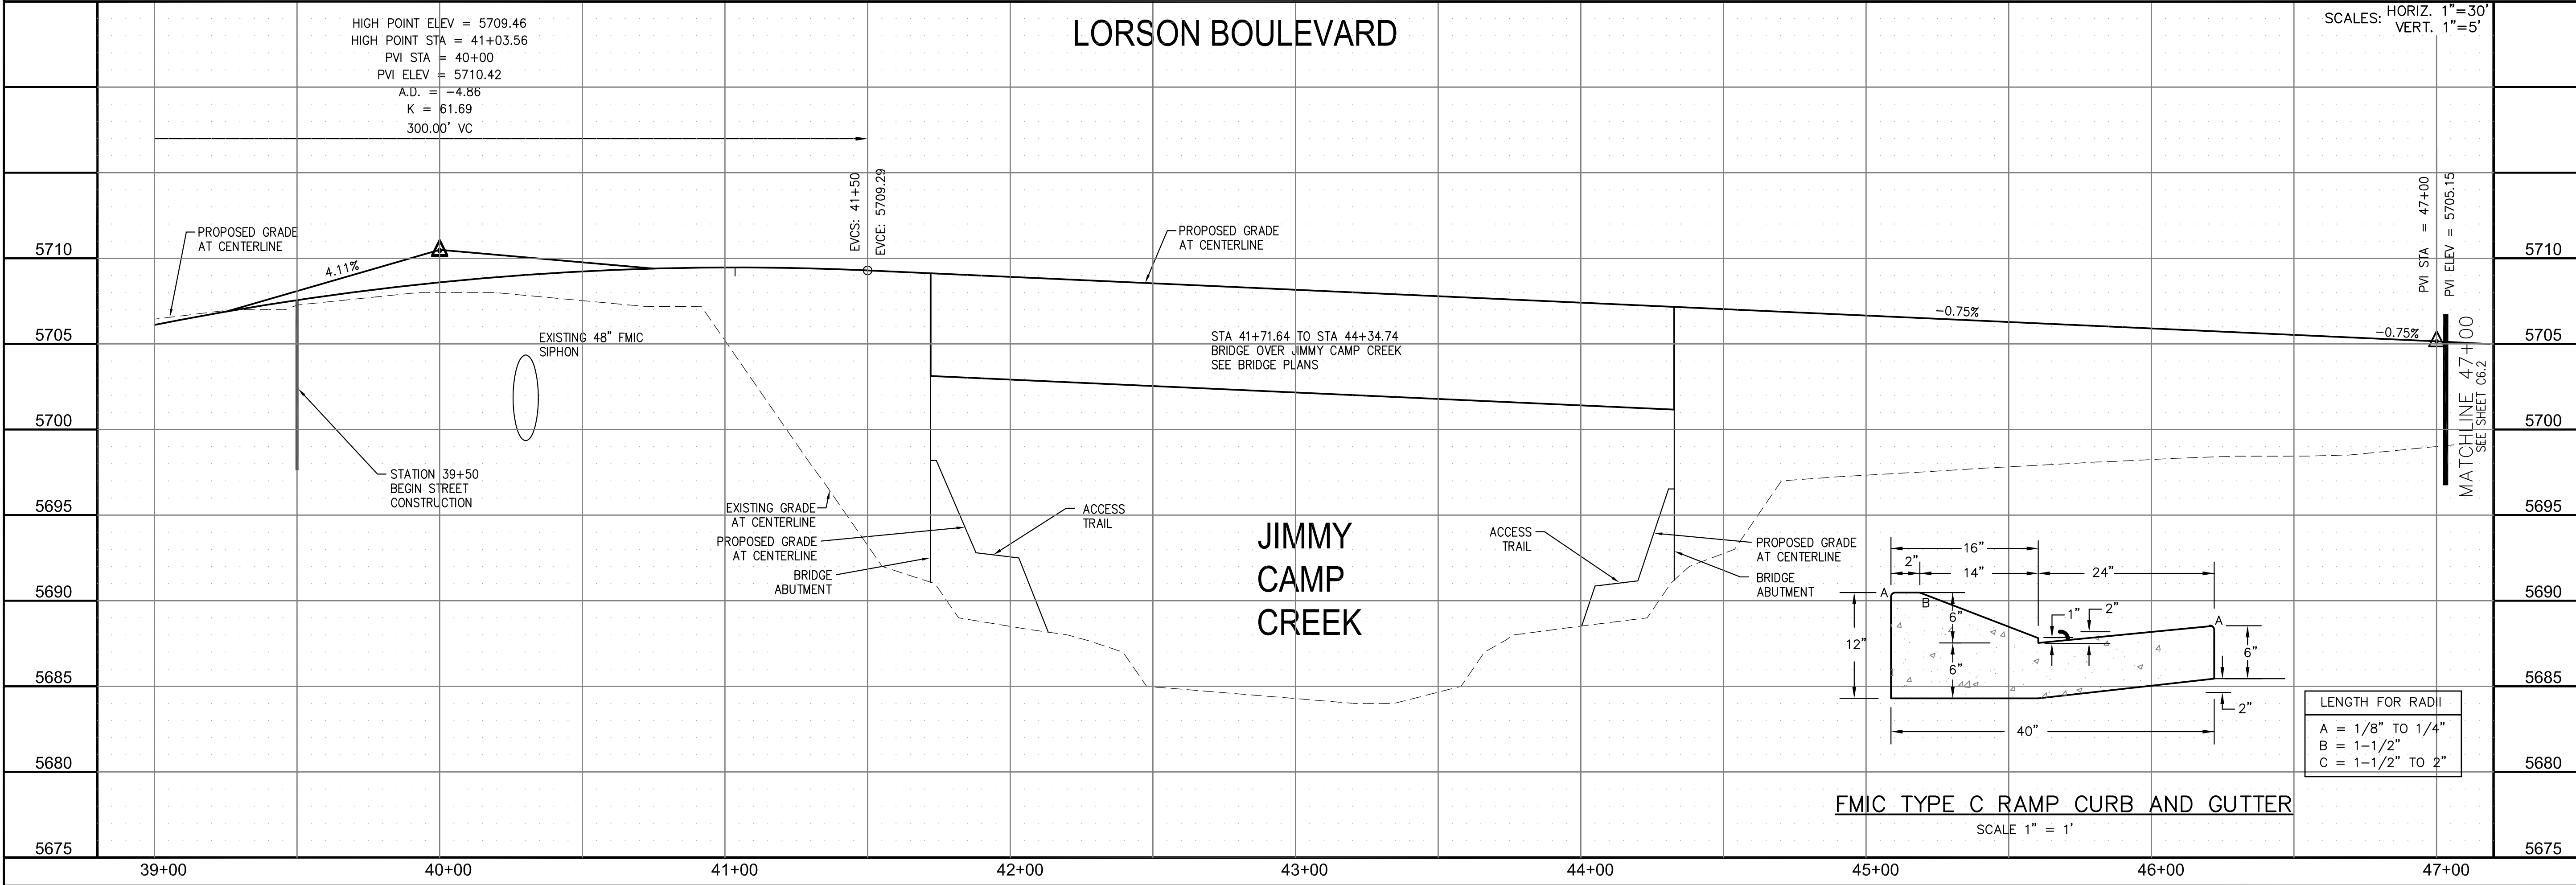 LORSON BOULEVARD
SCALES: HORIZ. 1"=30'
VERT. 1"=5'
HIGH POINT ELEV = 5709.46
HIGH POINT STA = 41+03.56
PVI STA = 40+00
PVI ELEV = 5710.42
A.D. = -4.86
K = 61.69
300.00' VC
EVCS: 41+50
EVCE: 5709.29
PVI STA = 47+00
PVI ELEV = 5705.15
PROPOSED GRADE
AT CENTERLINE
4.11%
PROPOSED GRADE
AT CENTERLINE
-0.75%
-0.75%
EXISTING 48" FMIC
SIPHON
STA 41+71.64 TO STA 44+34.74
BRIDGE OVER JIMMY CAMP CREEK
SEE BRIDGE PLANS
MATCHLINE 47+00
SEE SHEET C6.2
STATION 39+50
BEGIN STREET
CONSTRUCTION
EXISTING GRADE
AT CENTERLINE
PROPOSED GRADE
AT CENTERLINE
BRIDGE
ABUTMENT
ACCESS
TRAIL
JIMMY
CAMP
CREEK
ACCESS
TRAIL
PROPOSED GRADE
AT CENTERLINE
BRIDGE
ABUTMENT
16"
2"
14"
24"
A
B
6"
1"
2"
A
12"
6"
6"
2"
40"
LENGTH FOR RADII
A = 1/8" TO 1/4"
B = 1-1/2"
C = 1-1/2" TO 2"
FMIC TYPE C RAMP CURB AND GUTTER
SCALE 1" = 1'
5710
5705
5700
5695
5690
5685
5680
5675
5710
5705
5700
5695
5690
5685
5680
5675
39+00
40+00
41+00
42+00
43+00
44+00
45+00
46+00
47+00